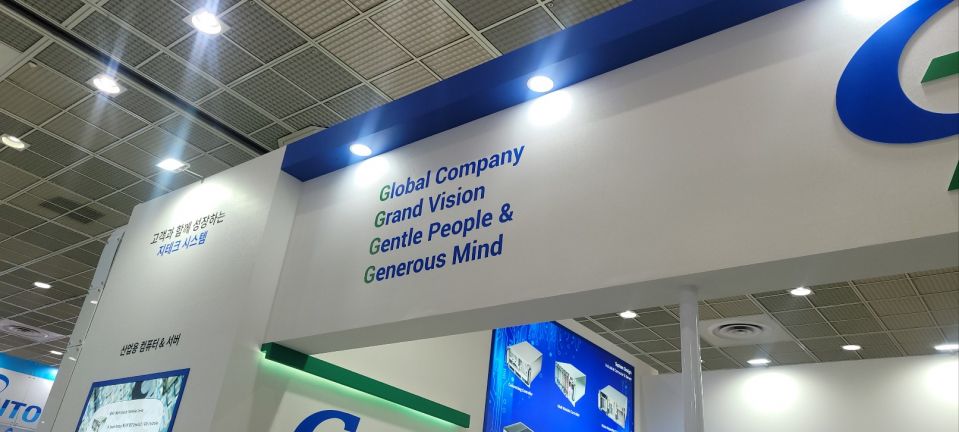 고객과 함께 성장하는
지테크 시스템
Global Company
Grand Vision
Gentle People &
Generous Mind
산업용 컴퓨터 & 서버
ITO